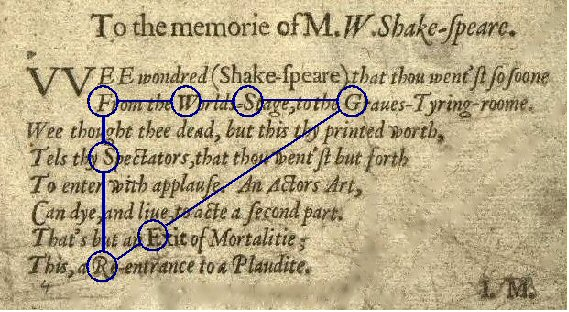 To the memorie of M. W. Shake-ſpeare.
VVEE wondred (Shake-ſpeare) that thou went'ſt ſo ſoone
From the Worlds-Stage, to the Graues-Tyring-roome.
Wee thought thee dead, but this thy printed worth,
Tels thy Spectators, that thou went'ſt but forth
To enter with applauſe. An Actors Art,
Can dye, and liue, to acte a ſecond part.
That's but an Exit of Mortalitie;
This, a Re-entrance to a Plaudite.
I. M.